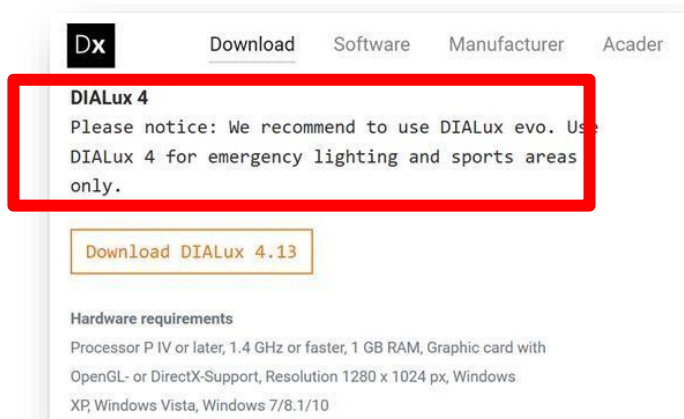 Dx Download Software Manufacturer Acader
DIALux 4
Please notice: We recommend to use DIALux evo. Use
DIALux 4 for emergency lighting and sports areas
only.
Download DIALux 4.13
Hardware requirements
Processor P IV or later, 1.4 GHz or faster, 1 GB RAM, Graphic card with
OpenGL- or DirectX-Support, Resolution 1280 x 1024 px, Windows
XP, Windows Vista, Windows 7/8.1/10